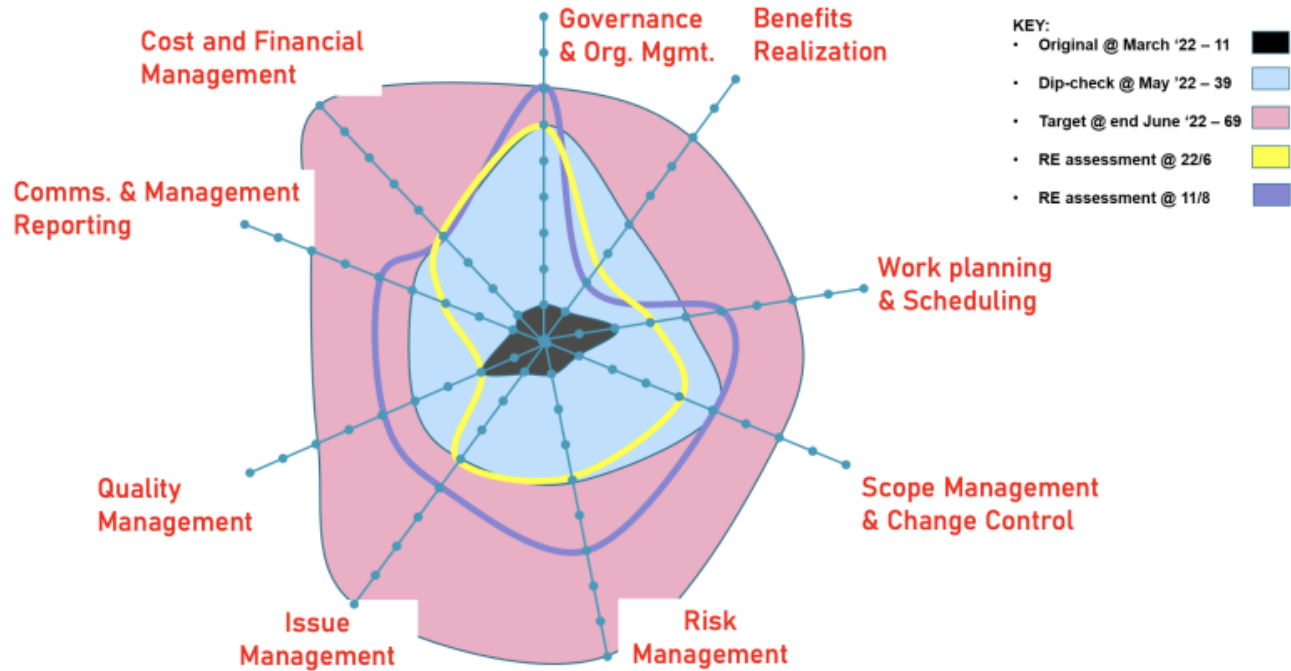 Cost and Financial
Management
Governance
& Org. Mgmt.
Benefits
Realization
KEY:
• Original @ March ‘22 – 11
• Dip-check @ May ’22 – 39
• Target @ end June ‘22 – 69
• RE assessment @ 22/6
• RE assessment @ 11/8
Comms. & Management
Reporting
Work planning
& Scheduling
Quality
Management
Scope Management
& Change Control
Issue
Management
Risk
Management